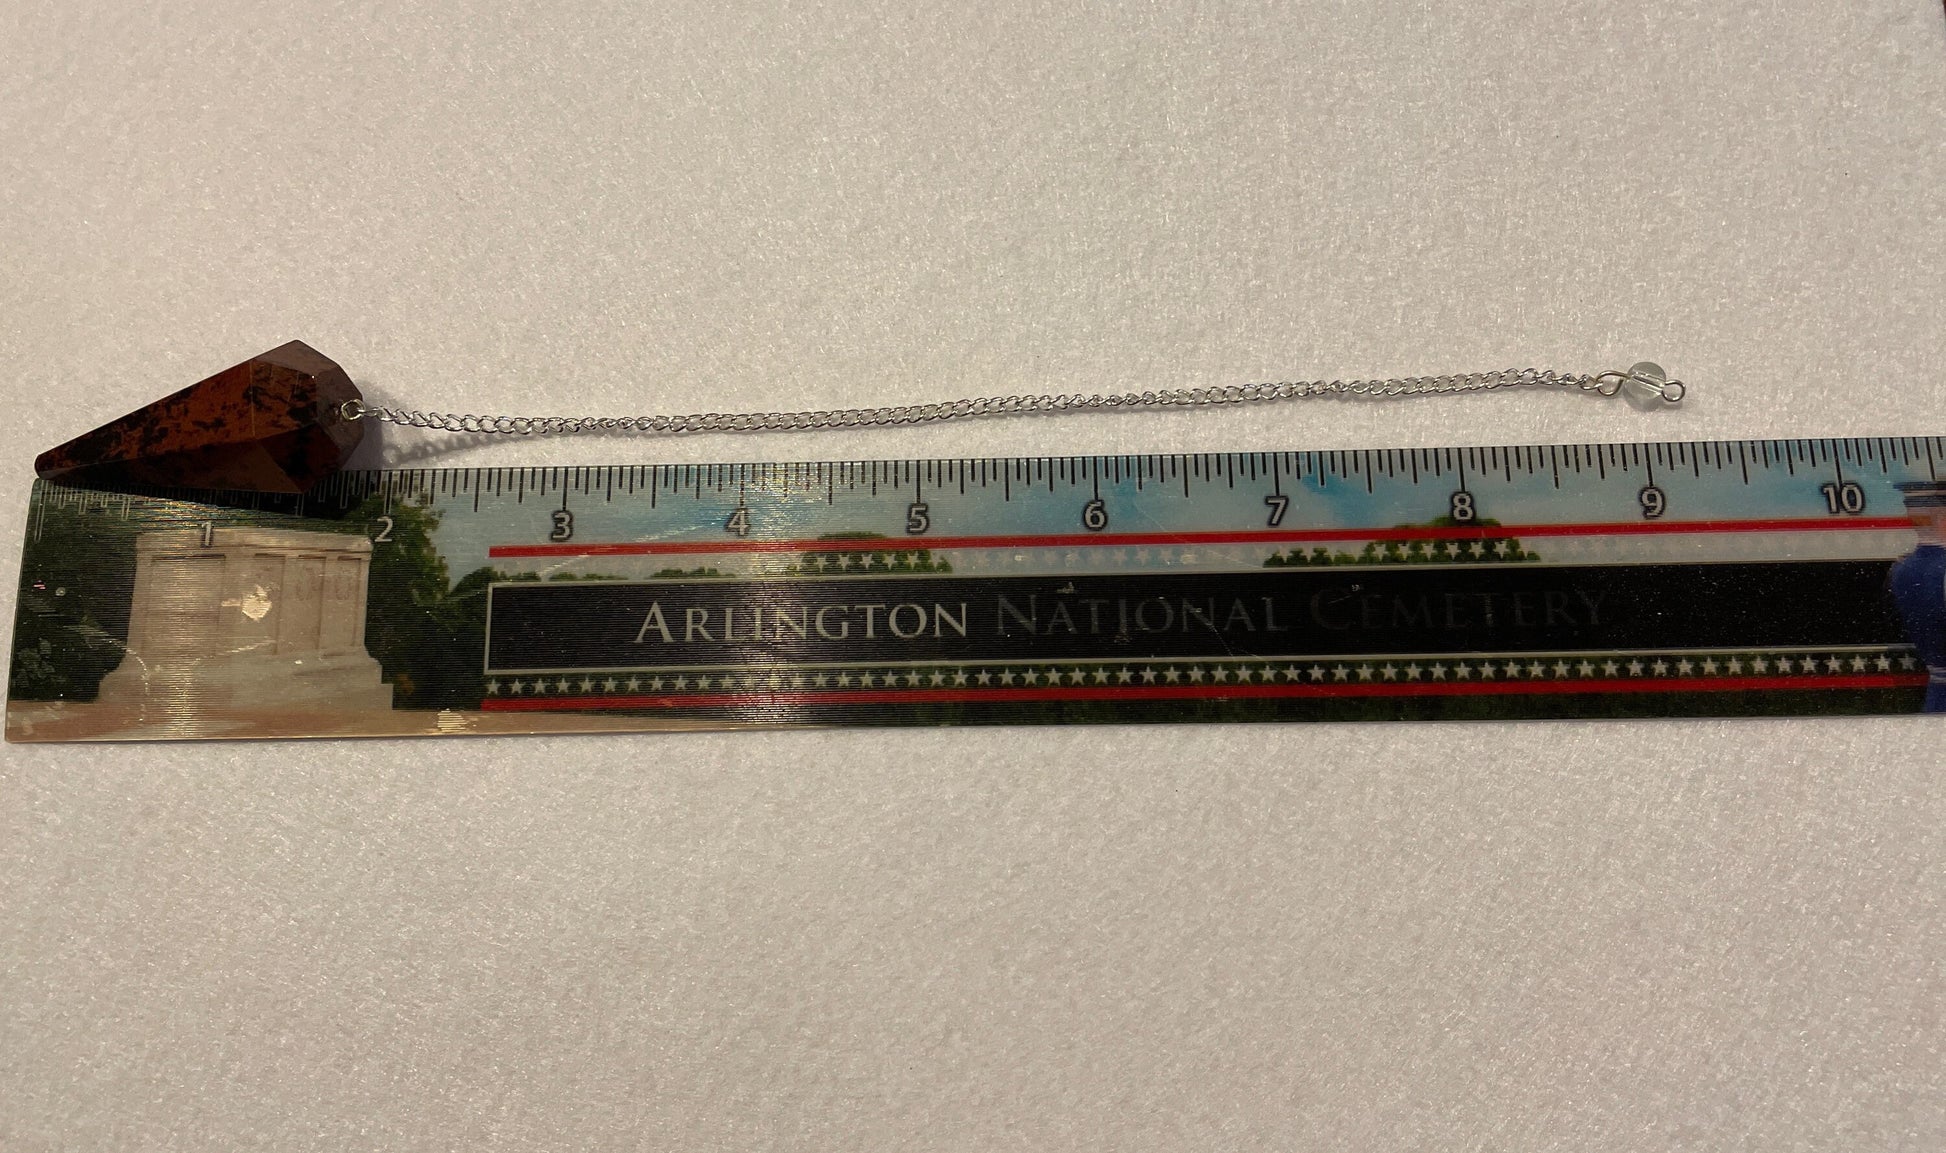 1 2 3 4 5 6 7 8 9 10
ARLINGTON NATIONAL CEMETERY